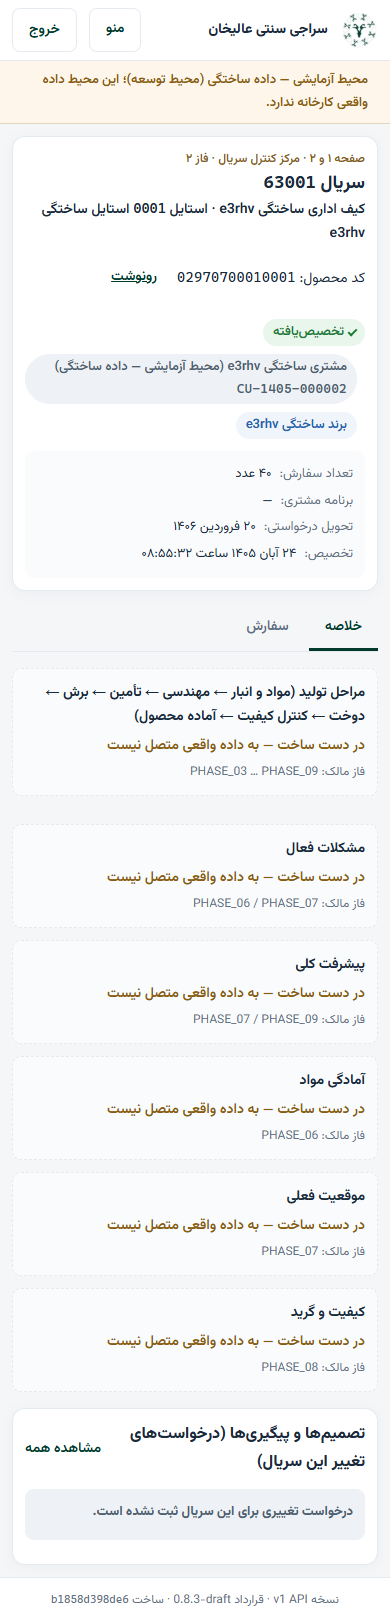 سراجی سنتی عالیخان
منو
خروج
محیط آزمایشی — داده ساختگی (محیط توسعه)؛ این محیط داده
واقعی کارخانه ندارد.
صفحه ۱ و ۲ · مرکز کنترل سریال · فاز ۲
سریال 63001
کیف اداری ساختگی e3rhv · استایل 0001 استایل ساختگی
e3rhv
کد محصول: 02970700010001
رونوشت
✓ تخصیص‌یافته
مشتری ساختگی e3rhv (محیط آزمایشی — داده ساختگی)
CU-1405-000002
برند ساختگی e3rhv
تعداد سفارش: ۴۰ عدد
برنامه مشتری: —
تحویل درخواستی: ۲۰ فروردین ۱۴۰۶
تخصیص: ۲۴ آبان ۱۴۰۵ ساعت ۰۸:۵۵:۳۲
خلاصه
سفارش
مراحل تولید (مواد و انبار ← مهندسی ← تأمین ← برش ←
دوخت ← کنترل کیفیت ← آماده محصول)
در دست ساخت — به داده واقعی متصل نیست
فاز مالک: PHASE_03 … PHASE_09
مشکلات فعال
در دست ساخت — به داده واقعی متصل نیست
فاز مالک: PHASE_06 / PHASE_07
پیشرفت کلی
در دست ساخت — به داده واقعی متصل نیست
فاز مالک: PHASE_07 / PHASE_09
آمادگی مواد
در دست ساخت — به داده واقعی متصل نیست
فاز مالک: PHASE_06
موقعیت فعلی
در دست ساخت — به داده واقعی متصل نیست
فاز مالک: PHASE_07
کیفیت و گرید
در دست ساخت — به داده واقعی متصل نیست
فاز مالک: PHASE_08
تصمیم‌ها و پیگیری‌ها (درخواست‌های
تغییر این سریال)
مشاهده همه
درخواست تغییری برای این سریال ثبت نشده است.
نسخه v1 API · قرارداد 0.8.3-draft · ساخت b1858d398de6